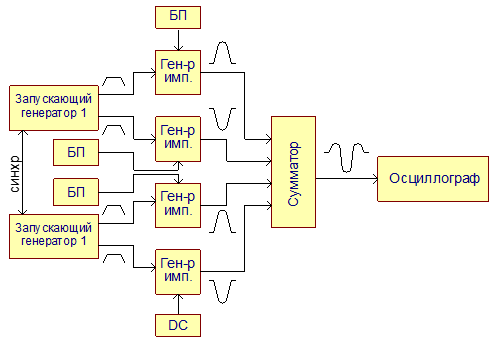 БП
Ген-р
имп.
Запускающий
генератор 1
Ген-р
имп.
БП
синхр
БП
Ген-р
имп.
Сумматор
Осциллограф
Запускающий
генератор 1
Ген-р
имп.
DC